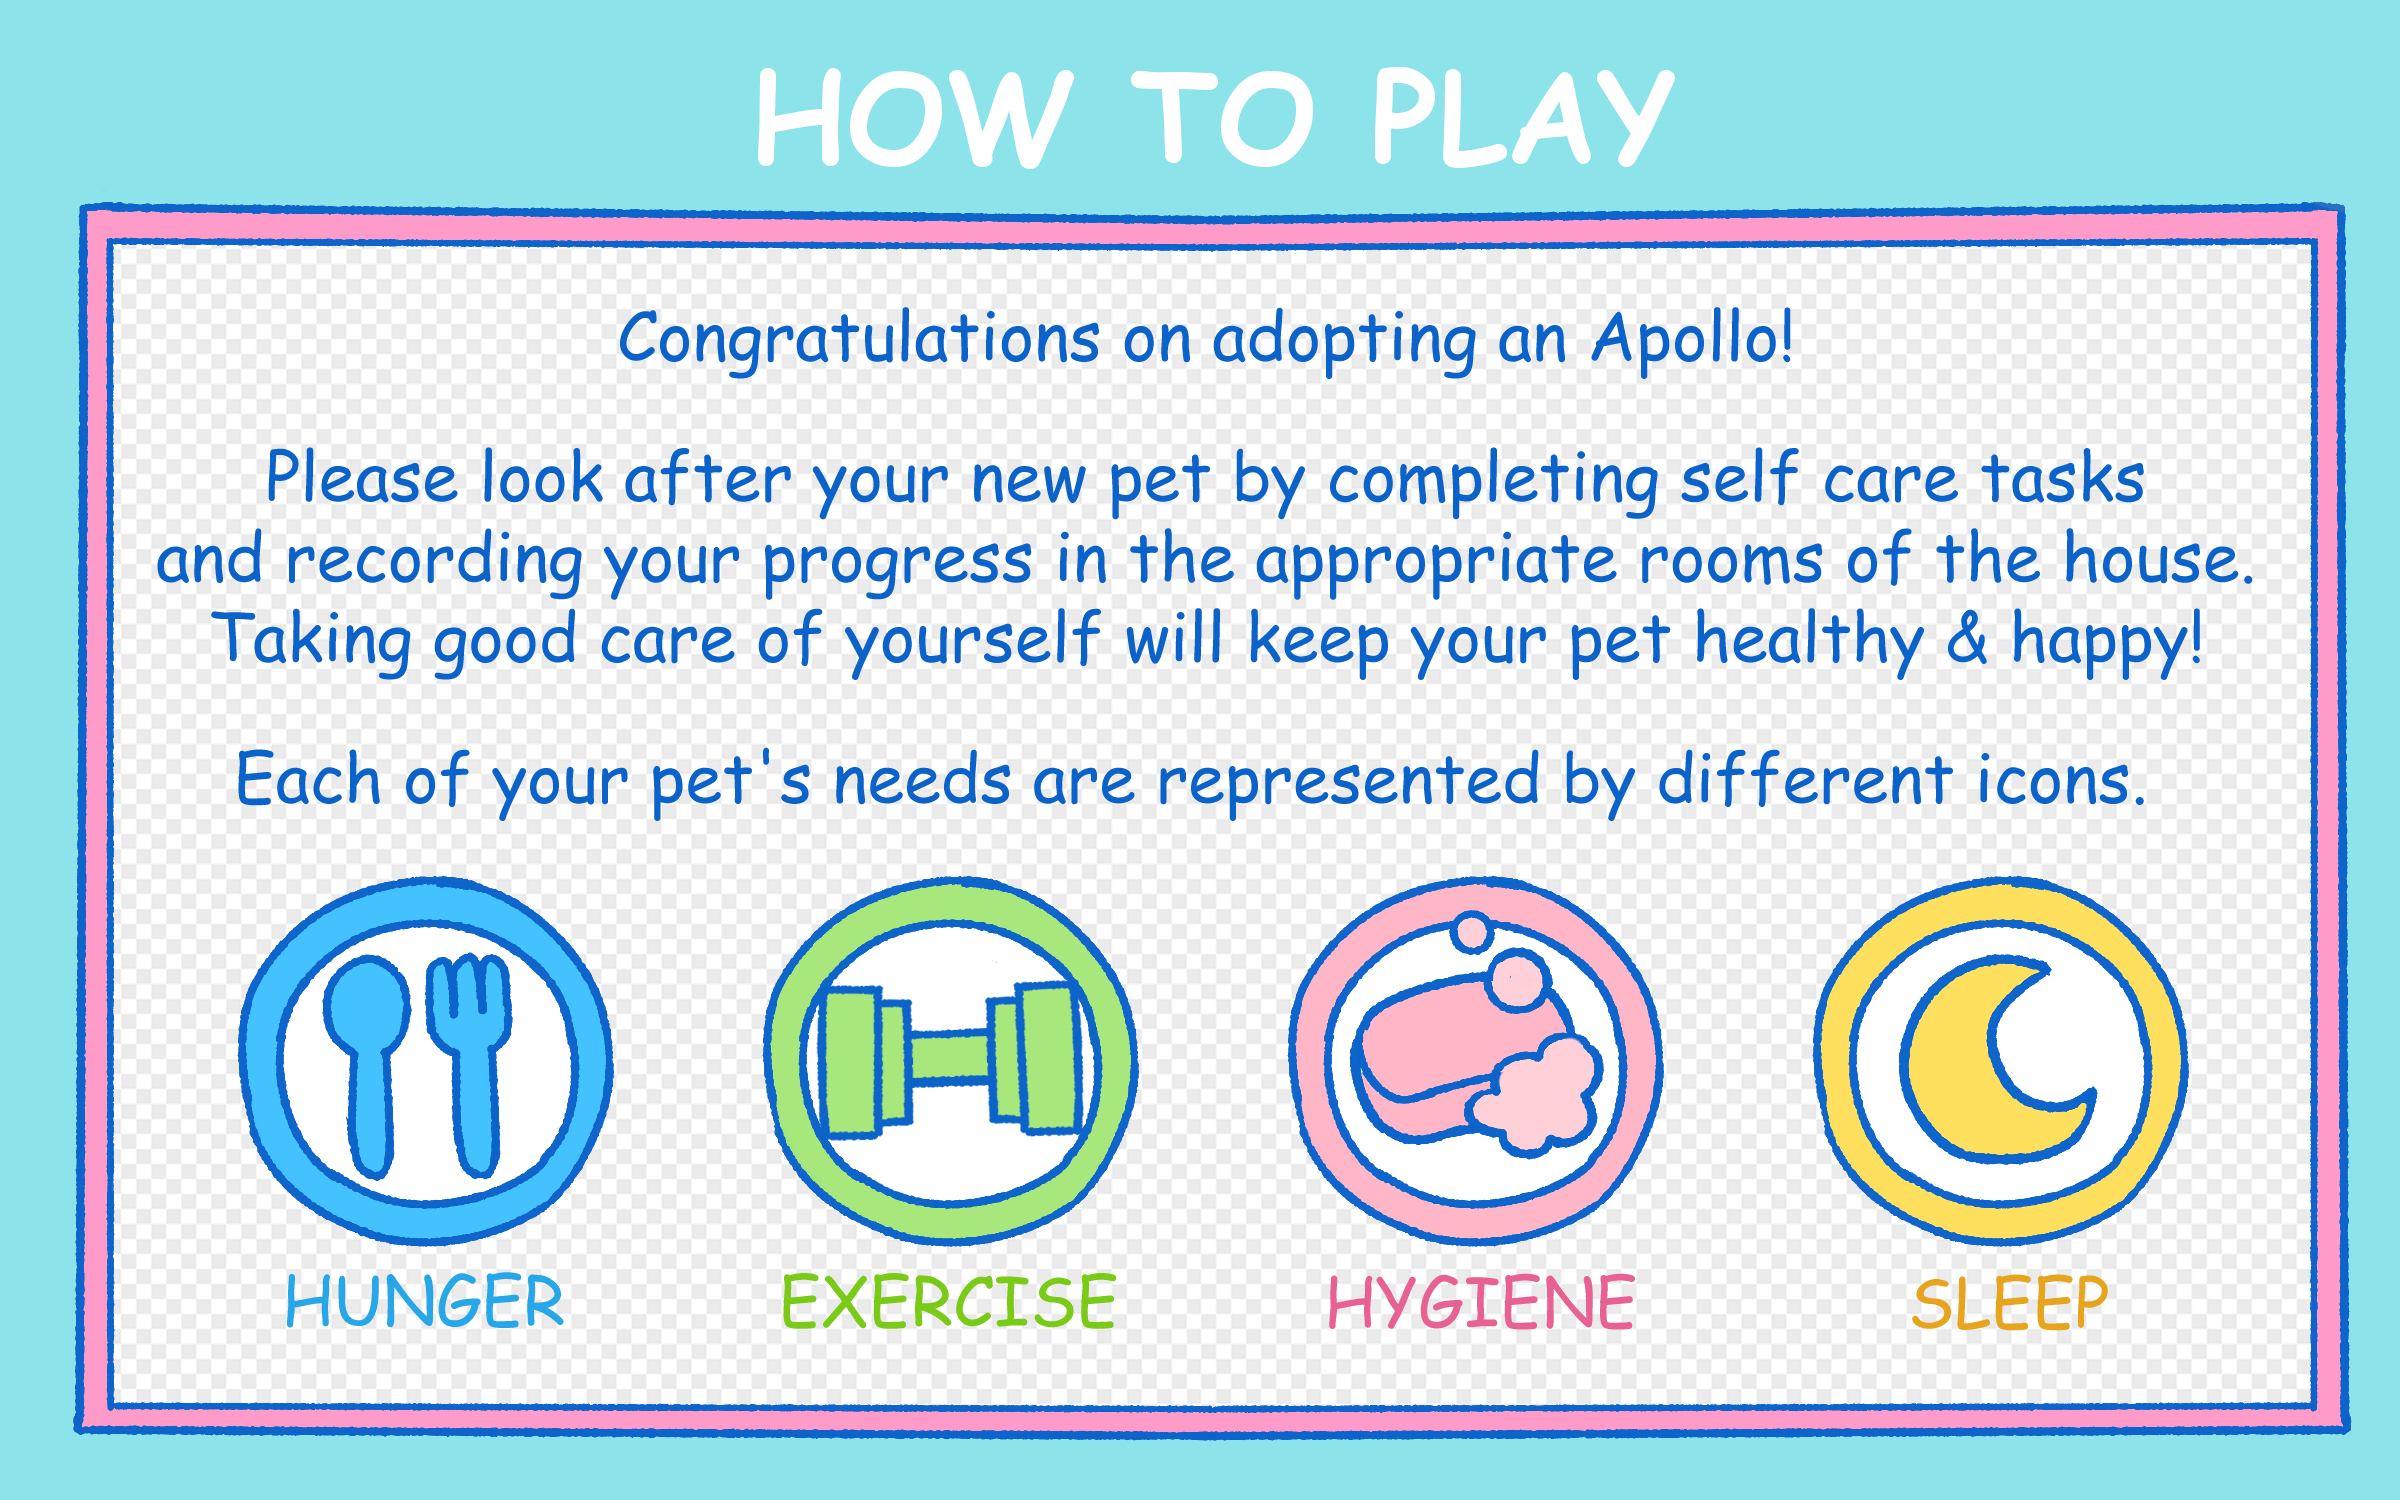 HOW TO PLAY
Congratulations on adopting an Apollo!
Please look after your new pet by completing self care tasks
and recording your progress in the appropriate rooms of the house.
Taking good care of yourself will keep your pet healthy & happy!
Each of your pet's needs are represented by different icons.
HUNGER
EXERCISE
HYGIENE
SLEEP